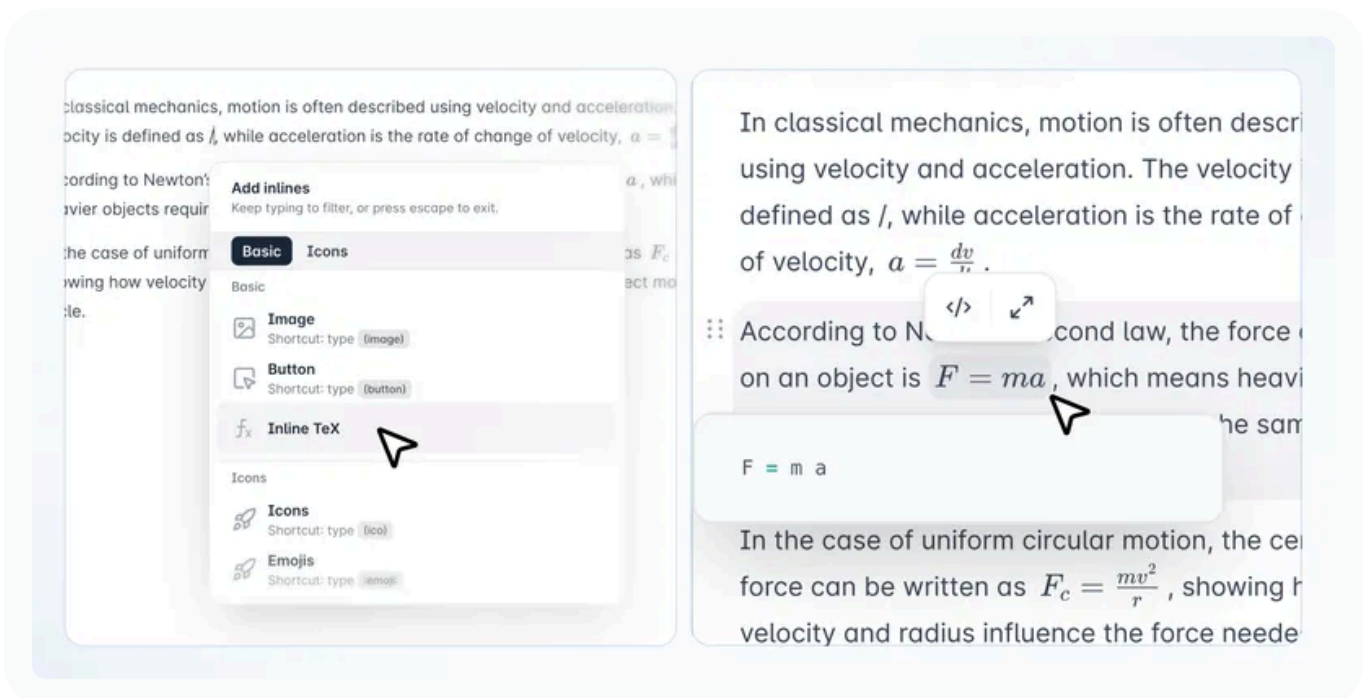 classical mechanics, motion is often described using velocity and acceleration.
ocity is defined as /, while acceleration is the rate of change of velocity, a =
cording to Newton's
a, whi
avier objects requir
the case of uniform
as F_c
owing how velocity
ect mo
cle.
Add inlines
Keep typing to filter, or press escape to exit.
Basic Icons
Basic
Image
Shortcut: type (image)
Button
Shortcut: type (button)
fx Inline TeX
Icons
Icons
Shortcut: type (ico)
Emojis
Shortcut: type (emoji
In classical mechanics, motion is often descri
using velocity and acceleration. The velocity
defined as /, while acceleration is the rate of
of velocity, a = dv
</>
According to N cond law, the force
on an object is F = ma, which means heavi
he sam
F = m a
In the case of uniform circular motion, the cen
force can be written as F_c = mv²/r, showing h
velocity and radius influence the force neede